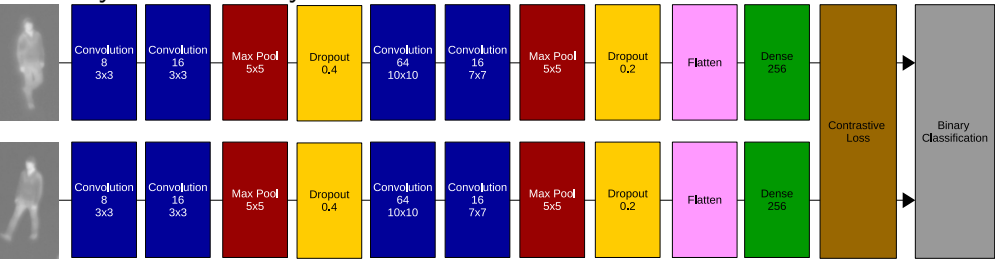 Convolution
8
3x3
Convolution
16
3x3
Max Pool
5x5
Dropout
0.4
Convolution
64
10x10
Convolution
16
7x7
Max Pool
5x5
Dropout
0.2
Flatten
Dense
256
Convolution
8
3x3
Convolution
16
3x3
Max Pool
5x5
Dropout
0.4
Convolution
64
10x10
Convolution
16
7x7
Max Pool
5x5
Dropout
0.2
Flatten
Dense
256
Contrastive
Loss
Binary
Classification